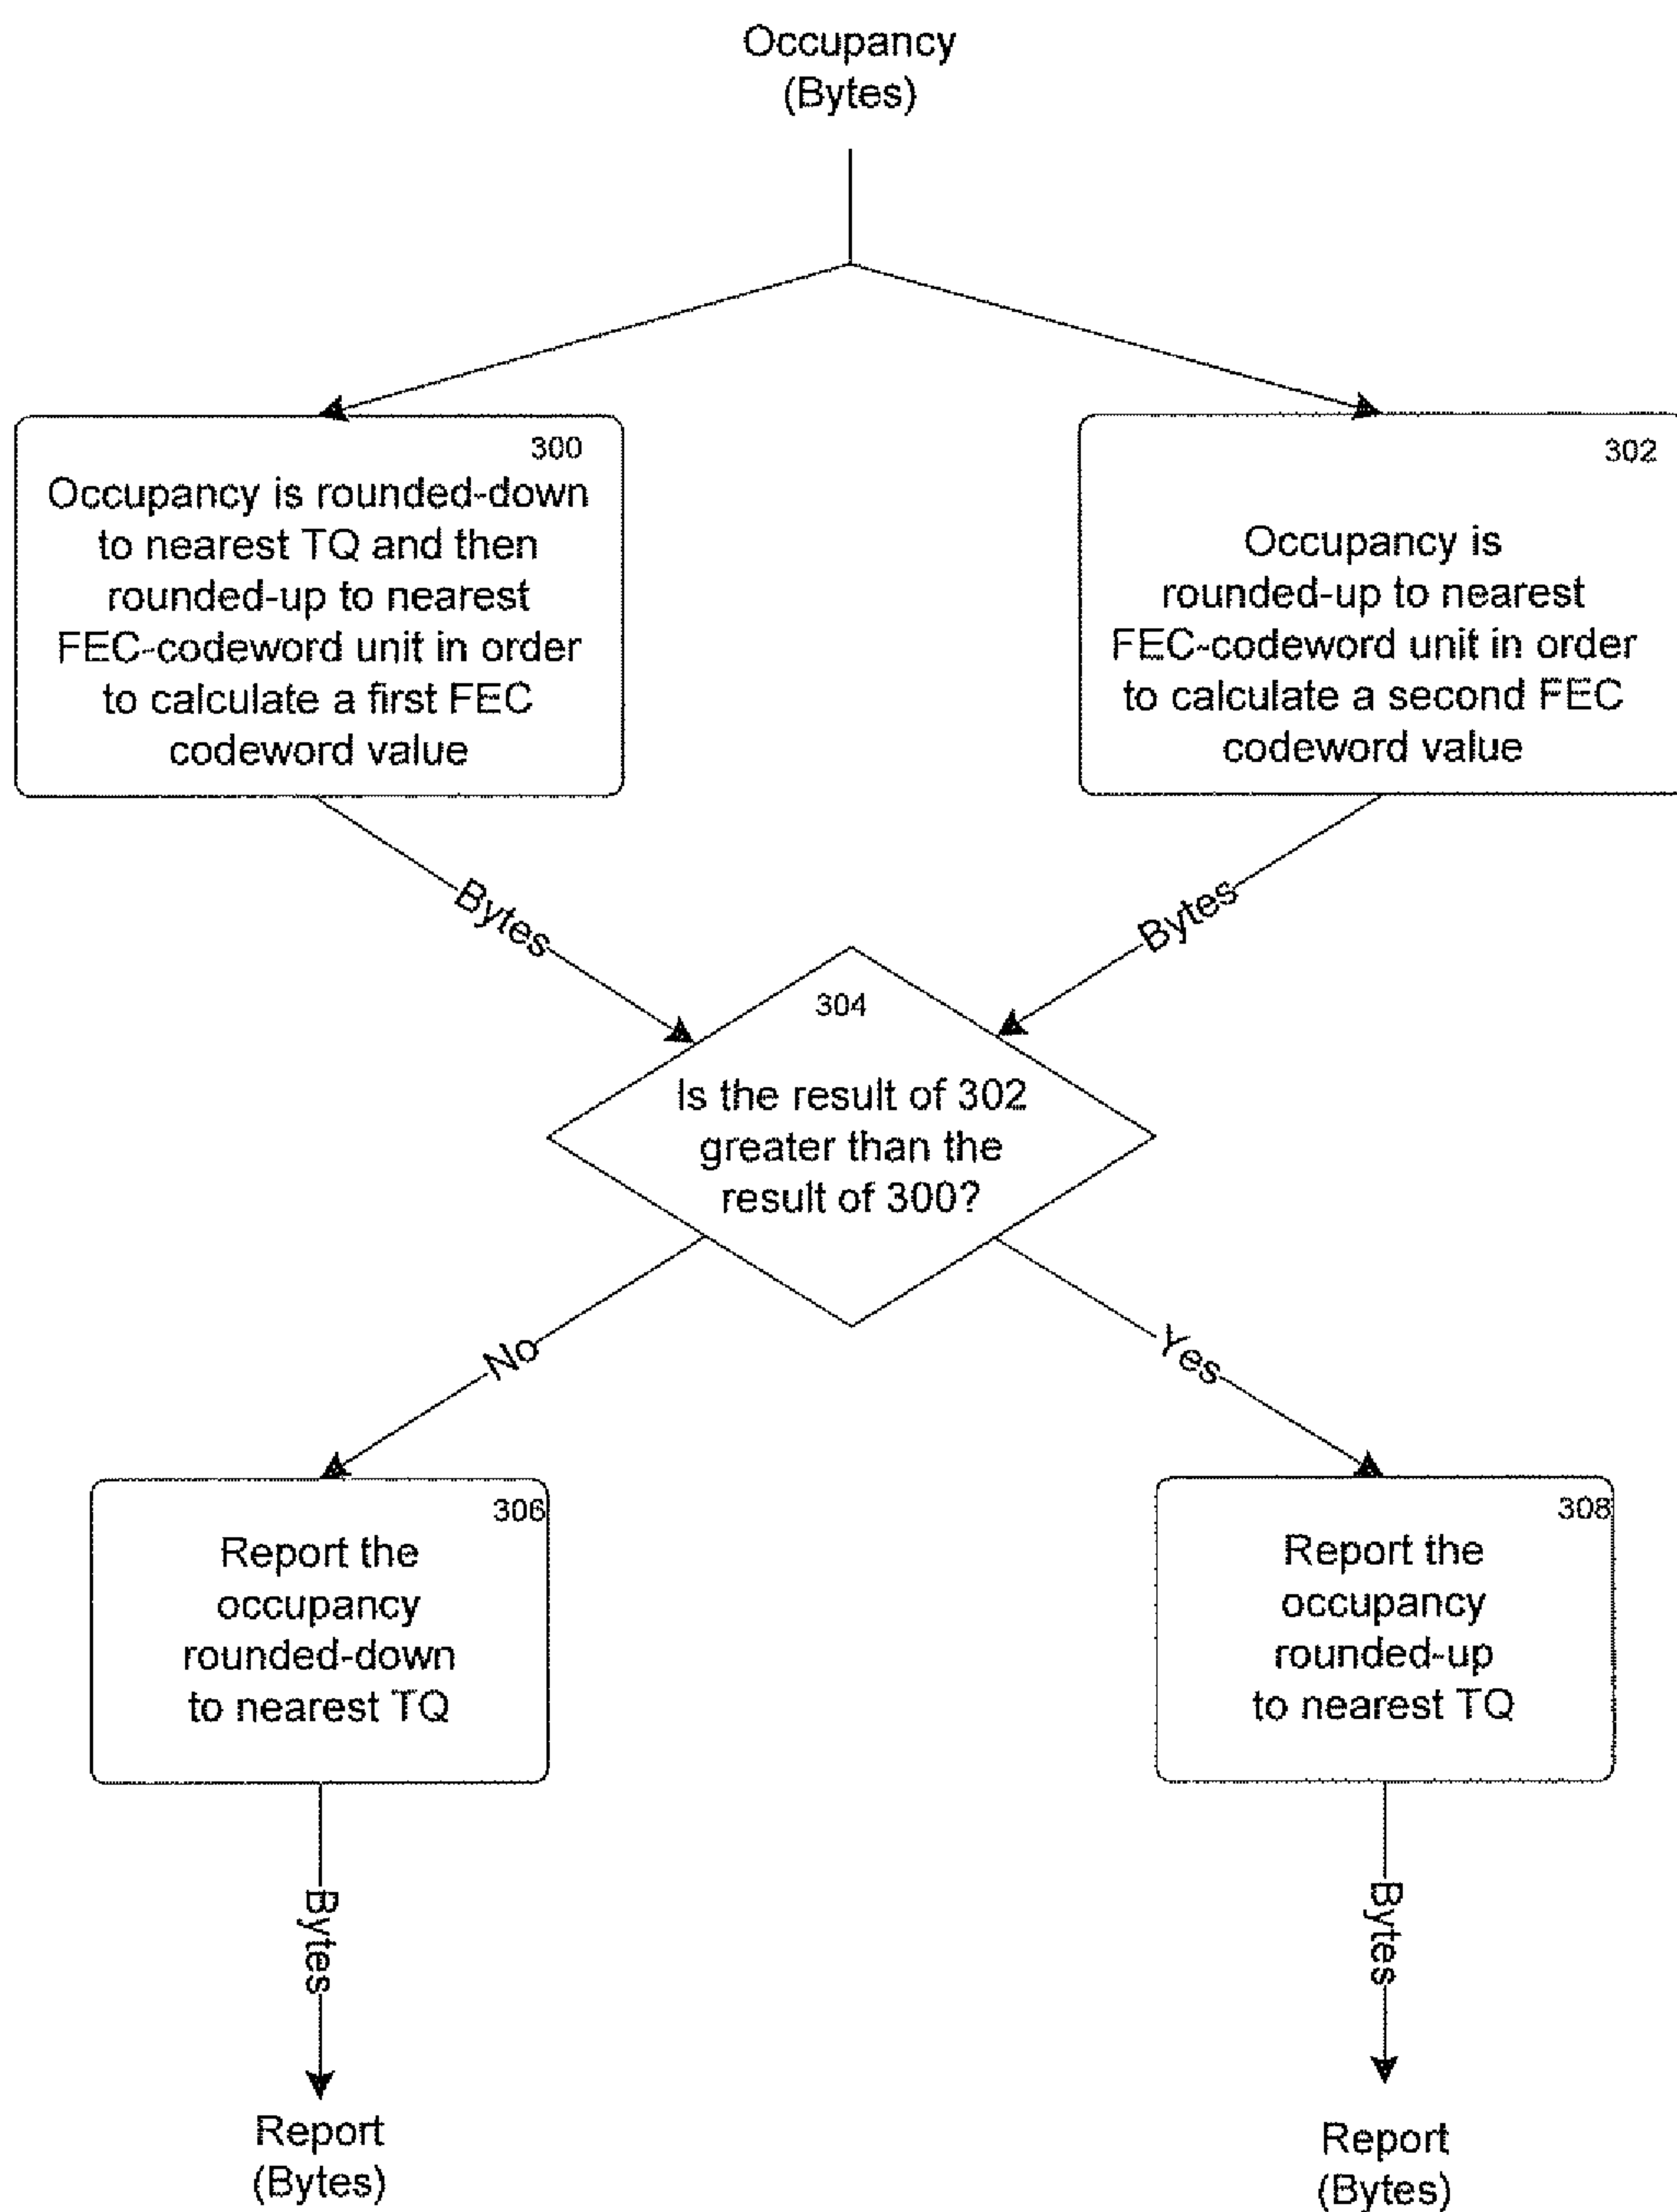 Occupancy
(Bytes)
300
Occupancy is rounded-down
to nearest TQ and then
rounded-up to nearest
FEC-codeword unit in order
to calculate a first FEC
codeword value
302
Occupancy is
rounded-up to nearest
FEC-codeword unit in order
to calculate a second FEC
codeword value
Bytes
Bytes
304
Is the result of 302
greater than the
result of 300?
No
Yes
306
Report the
occupancy
rounded-down
to nearest TQ
308
Report the
occupancy
rounded-up
to nearest TQ
Bytes
Bytes
Report
(Bytes)
Report
(Bytes)